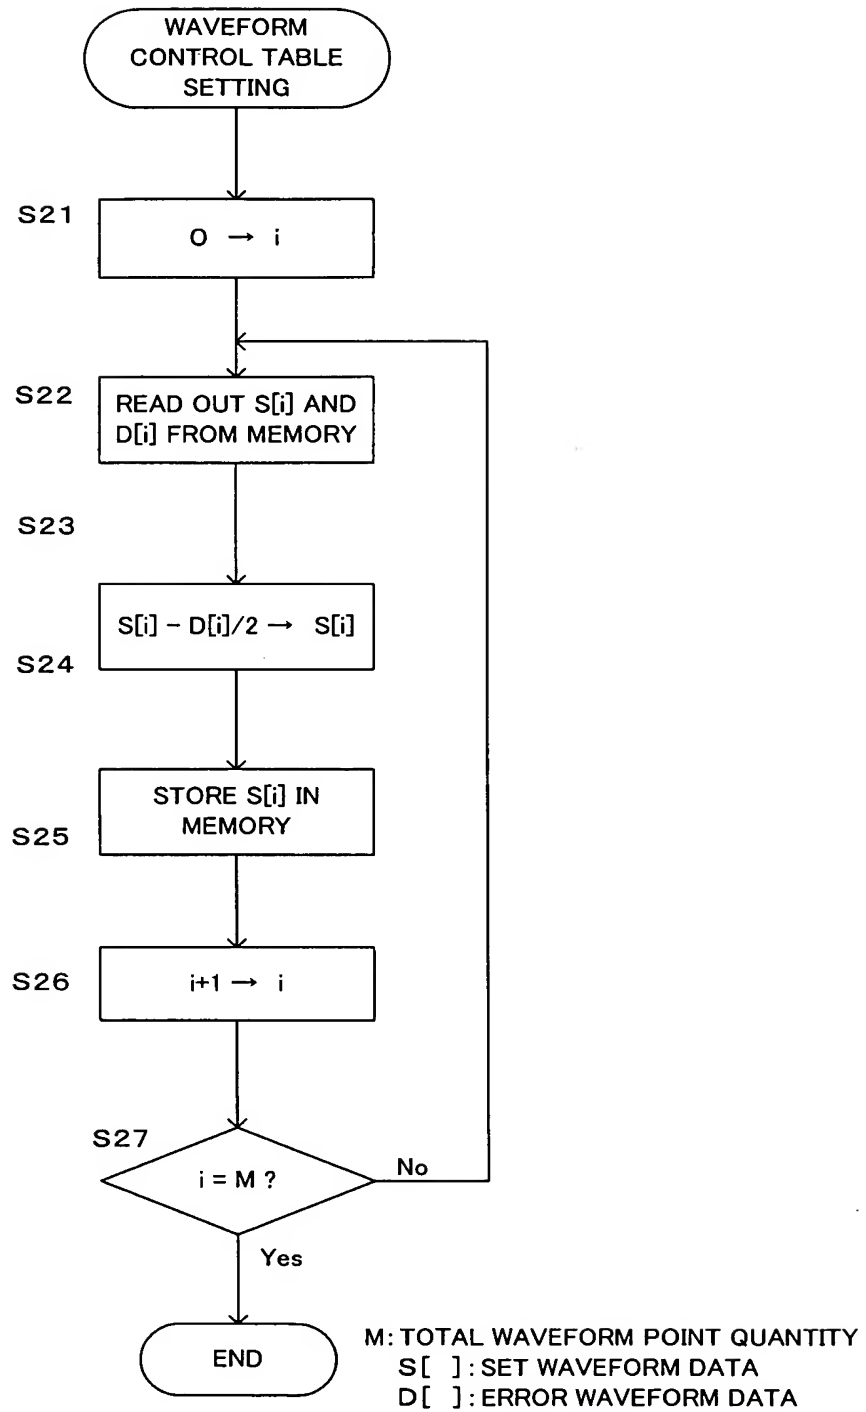 WAVEFORM
CONTROL TABLE
SETTING
S21
0 → i
S22
READ OUT S[i] AND
D[i] FROM MEMORY
S23
S[i] - D[i]/2 → S[i]
S24
STORE S[i] IN
MEMORY
S25
i+1 → i
S26
S27
i = M ?
No
Yes
END
M: TOTAL WAVEFORM POINT QUANTITY
S[ ] : SET WAVEFORM DATA
D[ ] : ERROR WAVEFORM DATA